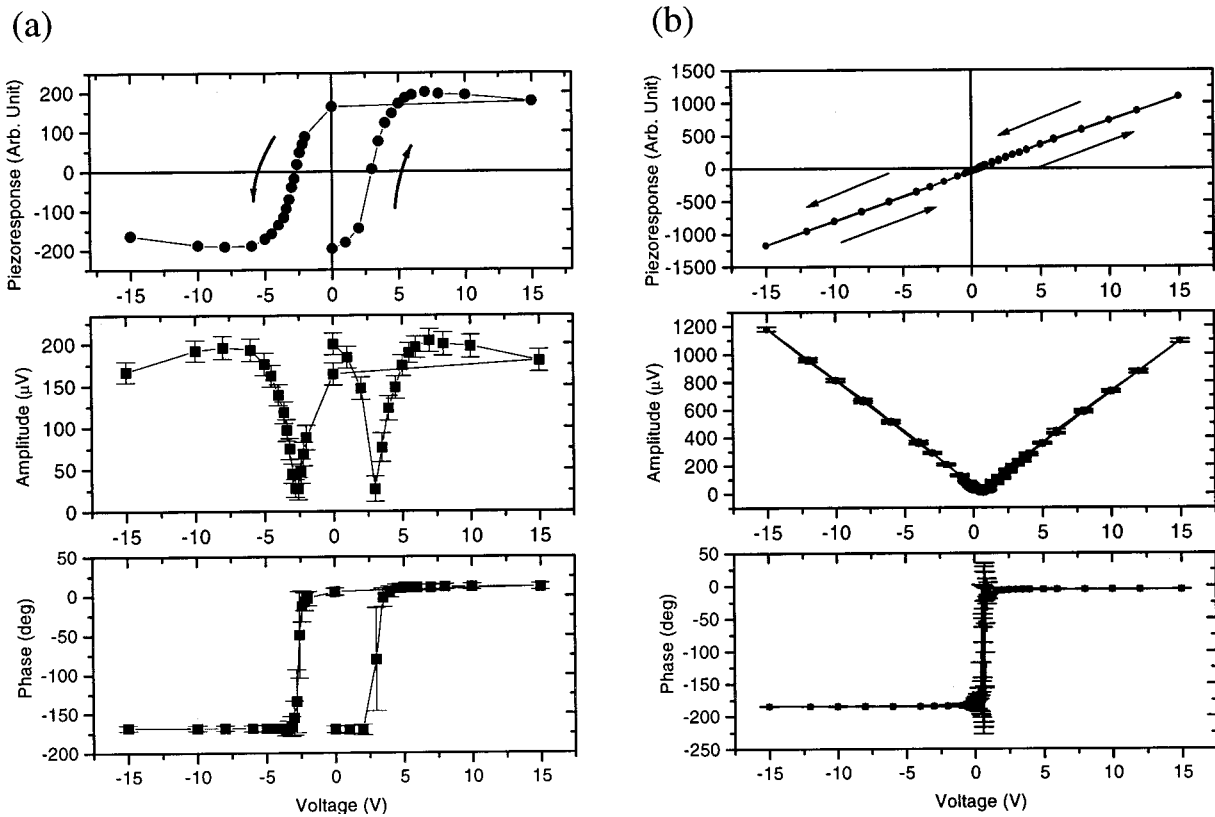 (a)
Piezoresponse (Arb. Unit)
200
100
0
-100
-200
-15 -10 -5 0 5 10 15
Amplitude (μV)
200
150
100
50
0
-15 -10 -5 0 5 10 15
Phase (deg)
50
0
-50
-100
-150
-200
-15 -10 -5 0 5 10 15
Voltage (V)
(b)
Piezoresponse (Arb. Unit)
1500
1000
500
0
-500
-1000
-1500
-15 -10 -5 0 5 10 15
Amplitude (μV)
1200
1000
800
600
400
200
0
-15 -10 -5 0 5 10 15
Phase (deg)
50
0
-50
-100
-150
-200
-250
-15 -10 -5 0 5 10 15
Voltage (V)